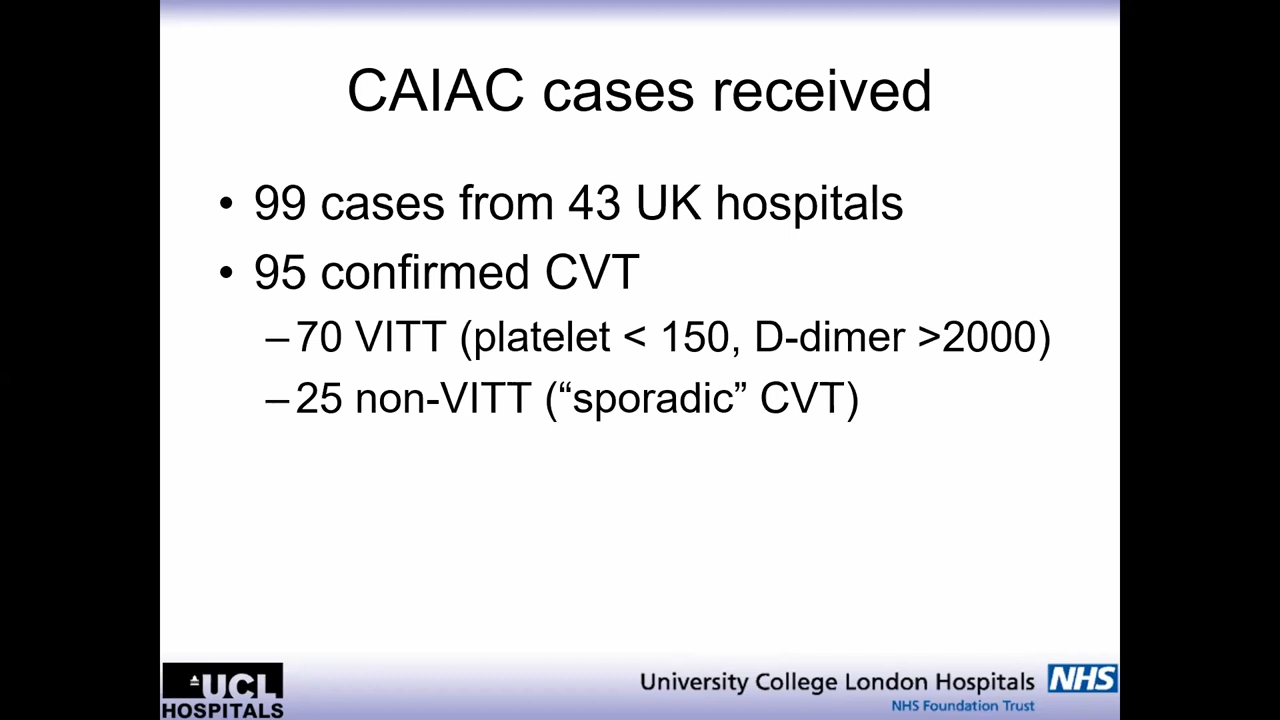 CAIAC cases received
• 99 cases from 43 UK hospitals
• 95 confirmed CVT
–70 VITT (platelet < 150, D-dimer >2000)
–25 non-VITT (“sporadic” CVT)
UCL
HOSPITALS
University College London Hospitals NHS
NHS Foundation Trust